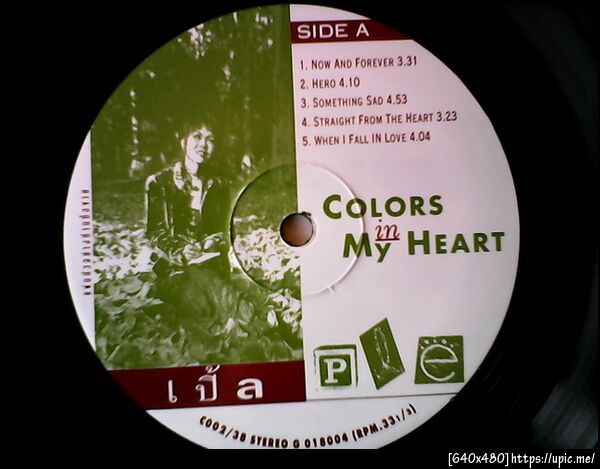 SIDE A
1. NOW AND FOREVER 3.31
2. HERO 4.10
3. SOMETHING SAD 4.53
4. STRAIGHT FROM THE HEART 3.23
5. WHEN I FALL IN LOVE 4.04
COLORS
in
MY HEART
P ë
เปิ้ล
C002/38 STEREO G 018004 (RPM.33 1/3)
[640x480]https://upic.me/